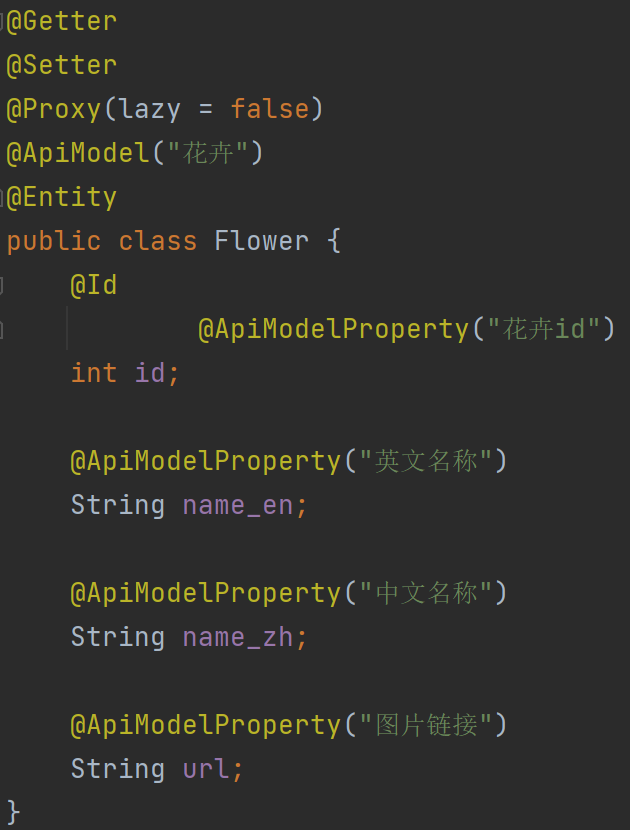 @Getter
@Setter
@Proxy(lazy = false)
@ApiModel("花卉")
@Entity
public class Flower {
@Id
@ApiModelProperty("花卉id")
int id;
@ApiModelProperty("英文名称")
String name_en;
@ApiModelProperty("中文名称")
String name_zh;
@ApiModelProperty("图片链接")
String url;
}